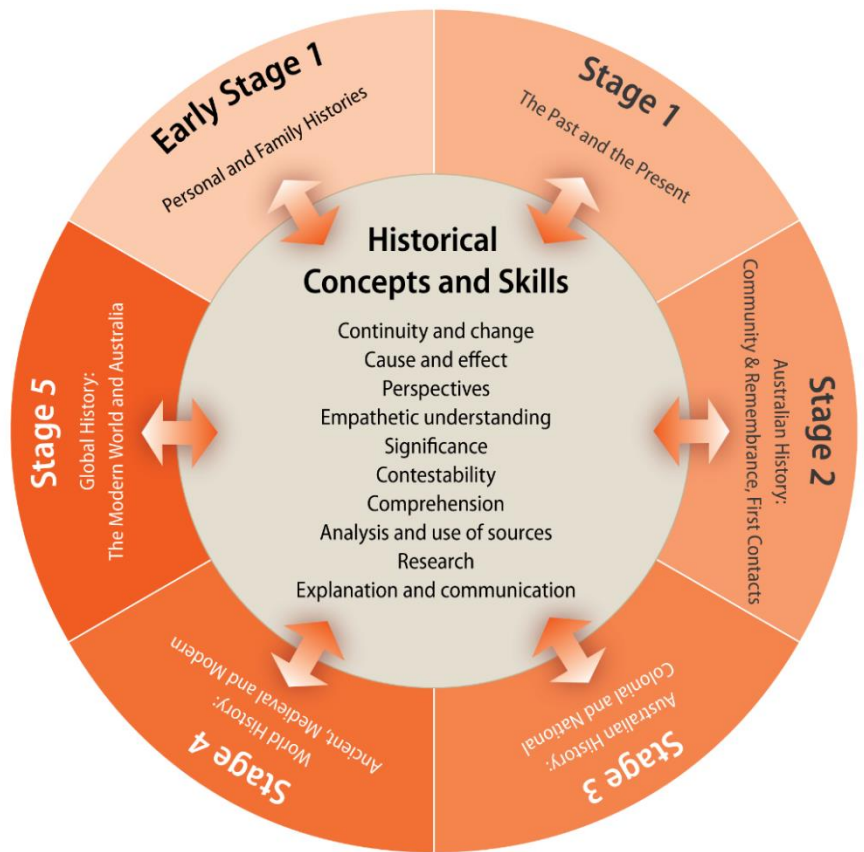 Early Stage 1
Personal and Family Histories
Stage 1
The Past and the Present
Stage 2
Australian History:
Community & Remembrance, First Contacts
Stage 3
Australian History:
Colonial and National
Stage 4
World History:
Ancient, Medieval and Modern
Stage 5
Global History:
The Modern World and Australia
Historical
Concepts and Skills
Continuity and change
Cause and effect
Perspectives
Empathetic understanding
Significance
Contestability
Comprehension
Analysis and use of sources
Research
Explanation and communication